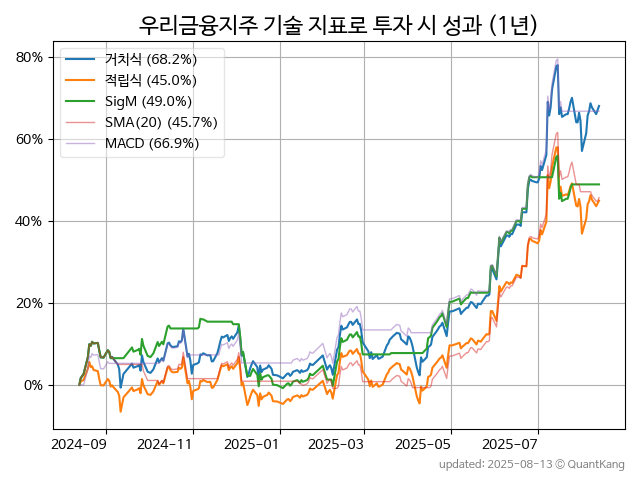 우리금융지주 기술 지표로 투자 시 성과 (1년)
80%
60%
40%
20%
0%
거치식 (68.2%)
적립식 (45.0%)
SigM (49.0%)
SMA(20) (45.7%)
MACD (66.9%)
2024-09
2024-11
2025-01
2025-03
2025-05
2025-07
updated: 2025-08-13 © QuantKang